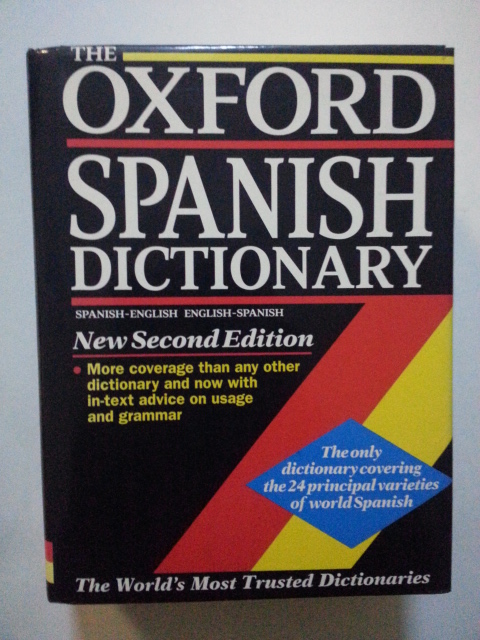 THE
OXFORD
SPANISH
DICTIONARY
SPANISH-ENGLISH ENGLISH-SPANISH
New Second Edition
• More coverage than any other
dictionary and now with
in-text advice on usage
and grammar
The only
dictionary covering
the 24 principal varieties
of world Spanish
The World's Most Trusted Dictionaries